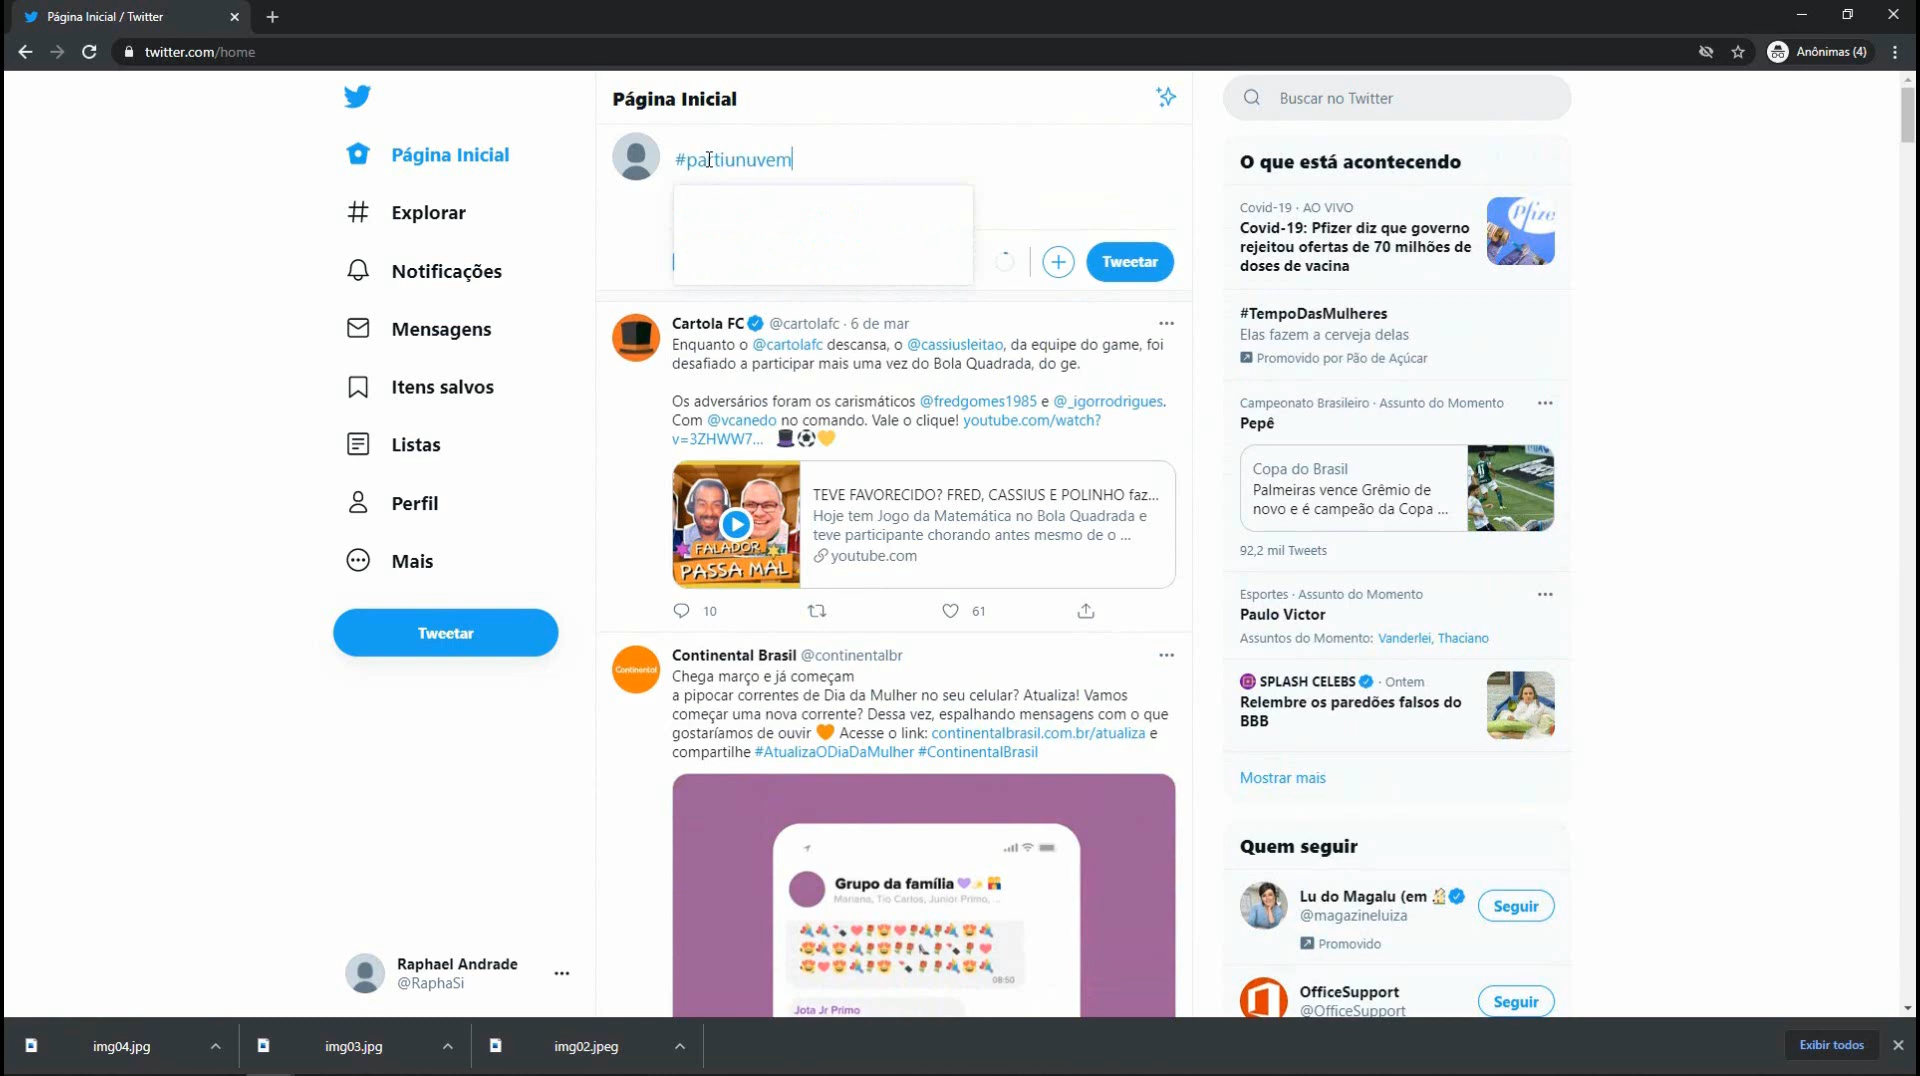 Página Inicial / Twitter
twitter.com/home
Anônimas (4)
Página Inicial
Explorar
Notificações
Mensagens
Itens salvos
Listas
Perfil
Mais
Tweetar
Raphael Andrade
@RaphaSi
Página Inicial
#partiunuvem
Tweetar
Cartola FC @cartolafc · 6 de mar
Enquanto o @cartolafc descansa, o @cassiusleitao, da equipe do game, foi
desafiado a participar mais uma vez do Bola Quadrada, do ge.
Os adversários foram os carismáticos @fredgomes1985 e @_igorrodrigues.
Com @vcanedo no comando. Vale o clique! youtube.com/watch?
v=3ZHWW7...
FALADOR
PASSA MAL
TEVE FAVORECIDO? FRED, CASSIUS E POLINHO faz...
Hoje tem Jogo da Matemática no Bola Quadrada e
teve participante chorando antes mesmo de o ...
youtube.com
10
61
Continental
Continental Brasil @continentalbr
Chega março e já começam
a pipocar correntes de Dia da Mulher no seu celular? Atualiza! Vamos
começar uma nova corrente? Dessa vez, espalhando mensagens com o que
gostaríamos de ouvir 🧡 Acesse o link: continentalbrasil.com.br/atualiza e
compartilhe #AtualizaODiaDaMulher #ContinentalBrasil
Grupo da família
Mariana, Tio Carlos, Junior Primo, ...
08:50
Jota Jr Primo
Buscar no Twitter
O que está acontecendo
Covid-19 · AO VIVO
Covid-19: Pfizer diz que governo
rejeitou ofertas de 70 milhões de
doses de vacina
Pfizer
#TempoDasMulheres
Elas fazem a cerveja delas
Promovido por Pão de Açúcar
Campeonato Brasileiro · Assunto do Momento
Pepê
Copa do Brasil
Palmeiras vence Grêmio de
novo e é campeão da Copa ...
92,2 mil Tweets
Esportes · Assunto do Momento
Paulo Victor
Assuntos do Momento: Vanderlei, Thaciano
SPLASH CELEBS · Ontem
Relembre os paredões falsos do
BBB
Mostrar mais
Quem seguir
Lu do Magalu (em
@magazineluiza
Promovido
Seguir
OfficeSupport
@OfficeSupport
Seguir
img04.jpg
img03.jpg
img02.jpeg
Exibir todos